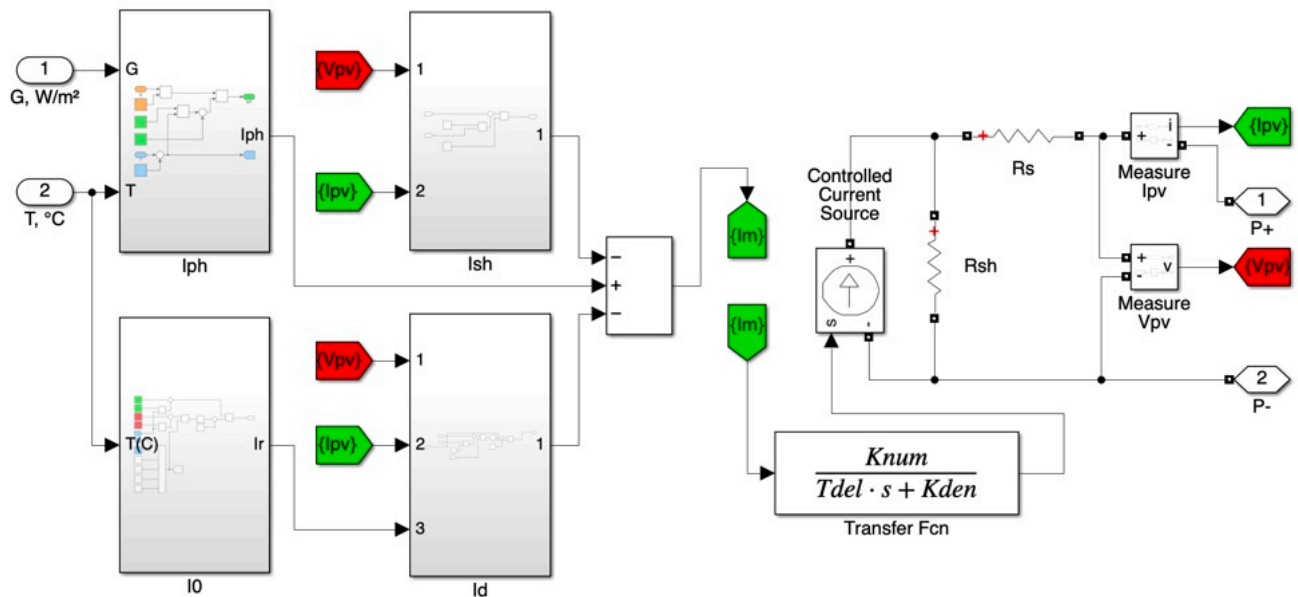 1
G, W/m²
2
T, °C
G
T
Iph
Iph
{Vpv}
{Ipv}
1
2
1
Ish
T(C)
Ir
I0
{Vpv}
{Ipv}
1
2
3
1
Id
−
+
−
{Im}
{Im}
Controlled
Current
Source
+
s
-
+
Rsh
+
Rs
+
i
-
Measure
Ipv
{Ipv}
1
P+
+
-
v
Measure
Vpv
{Vpv}
2
P-
Knum
Tdel · s + Kden
Transfer Fcn